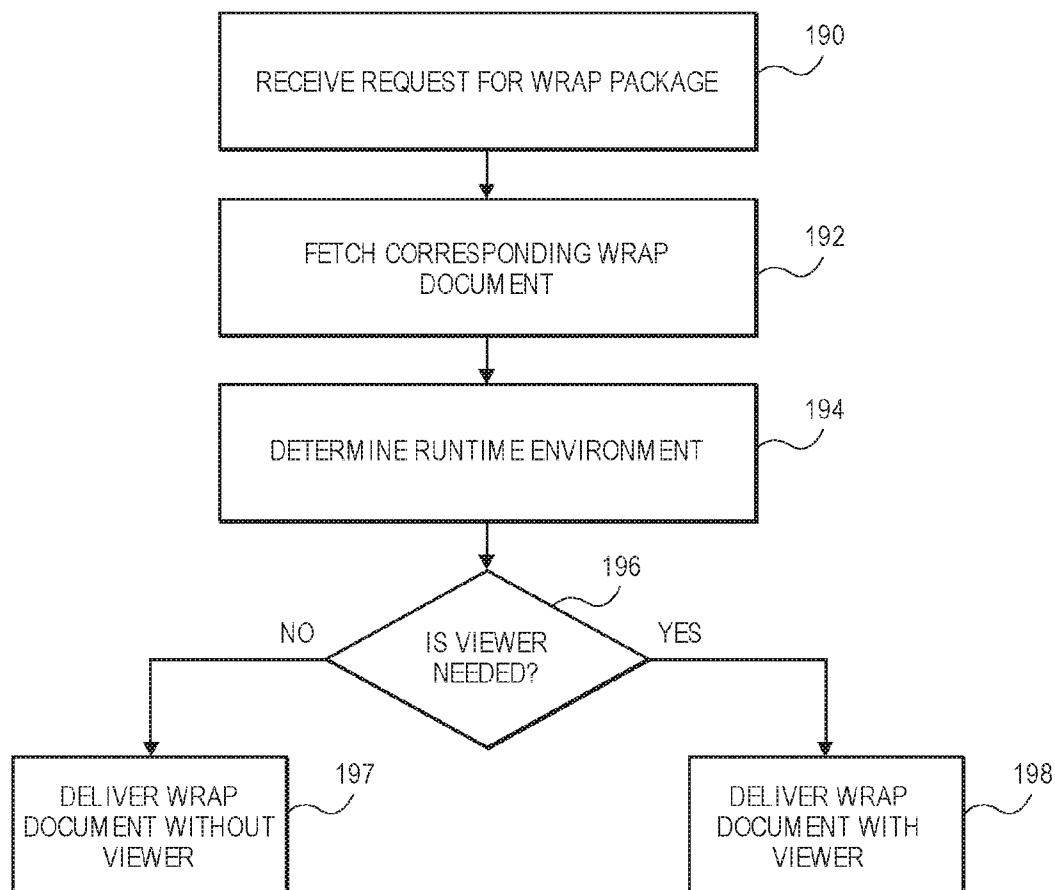 190
RECEIVE REQUEST FOR WRAP PACKAGE
192
FETCH CORRESPONDING WRAP
DOCUMENT
194
DETERMINE RUNTIME ENVIRONMENT
196
NO
IS VIEWER
NEEDED?
YES
197
DELIVER WRAP
DOCUMENT WITHOUT
VIEWER
198
DELIVER WRAP
DOCUMENT WITH
VIEWER